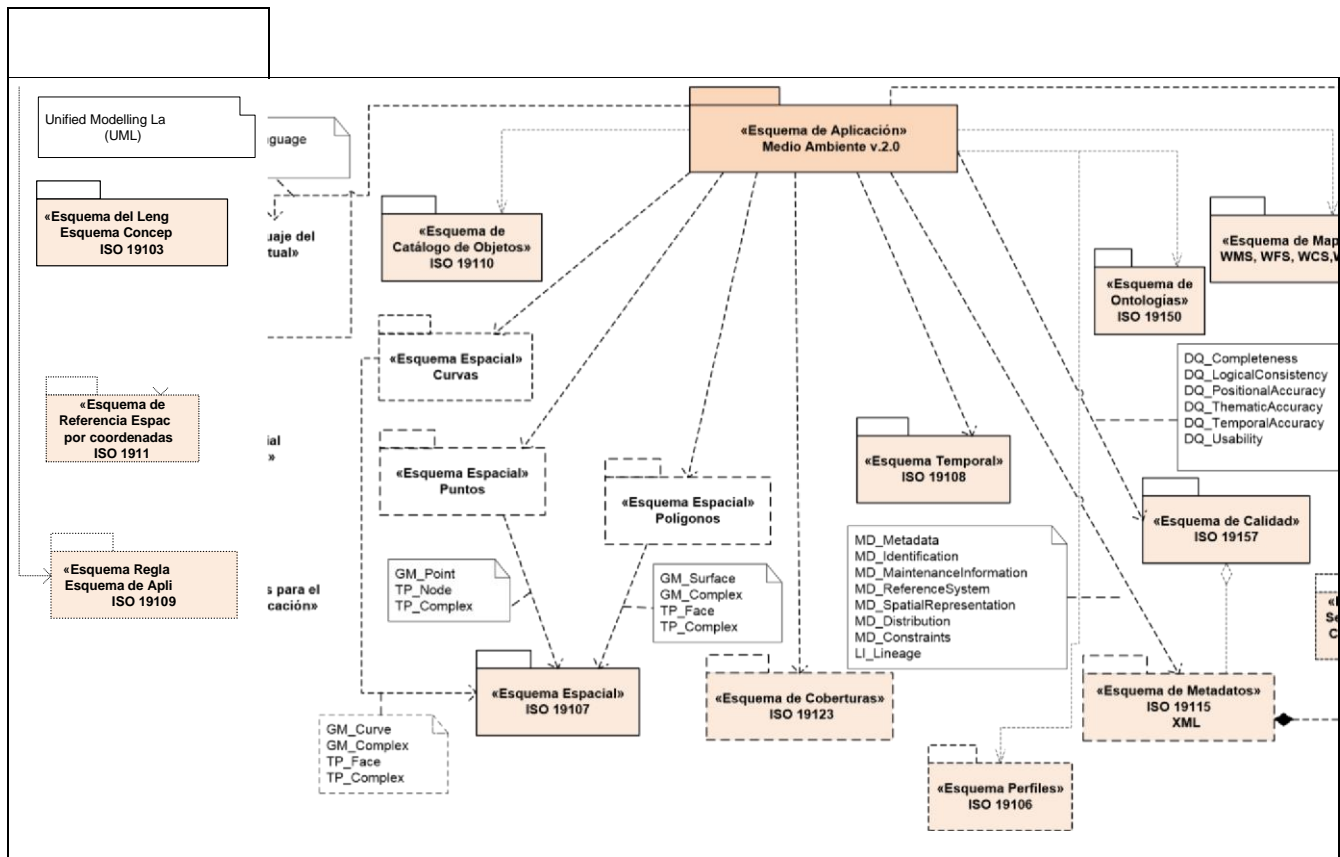 Unified Modelling La
(UML)
nguage
«Esquema del Leng
Esquema Concep
ISO 19103
uaje del
tual»
«Esquema de
Referencia Espac
por coordenadas
ISO 1911
ial
»
«Esquema Regla
Esquema de Apli
ISO 19109
s para el
cación»
«Esquema de Aplicación»
Medio Ambiente v.2.0
«Esquema de
Catálogo de Objetos»
ISO 19110
«Esquema de Map
WMS, WFS, WCS,W
«Esquema de
Ontologías»
ISO 19150
«Esquema Espacial»
Curvas
DQ_Completeness
DQ_LogicalConsistency
DQ_PositionalAccuracy
DQ_ThematicAccuracy
DQ_TemporalAccuracy
DQ_Usability
«Esquema Espacial»
Puntos
«Esquema Espacial»
Polígonos
«Esquema Temporal»
ISO 19108
«Esquema de Calidad»
ISO 19157
GM_Point
TP_Node
TP_Complex
GM_Surface
GM_Complex
TP_Face
TP_Complex
MD_Metadata
MD_Identification
MD_MaintenanceInformation
MD_ReferenceSystem
MD_SpatialRepresentation
MD_Distribution
MD_Constraints
LI_Lineage
Se
C
«Esquema Espacial»
ISO 19107
«Esquema de Coberturas»
ISO 19123
«Esquema de Metadatos»
ISO 19115
XML
GM_Curve
GM_Complex
TP_Face
TP_Complex
«Esquema Perfiles»
ISO 19106